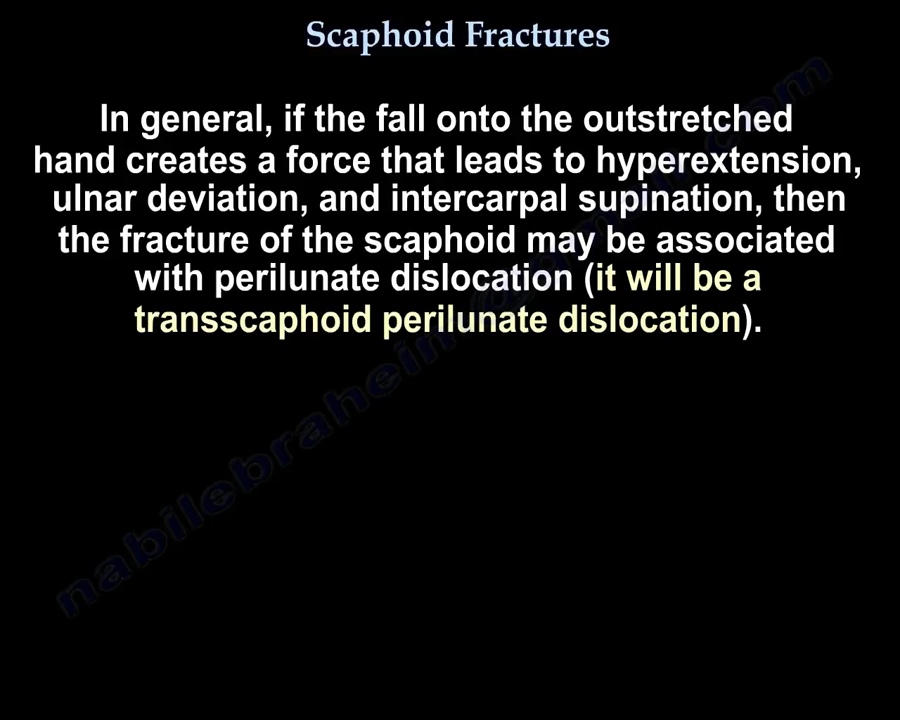 Scaphoid Fractures
In general, if the fall onto the outstretched
hand creates a force that leads to hyperextension,
ulnar deviation, and intercarpal supination, then
the fracture of the scaphoid may be associated
with perilunate dislocation (it will be a
transscaphoid perilunate dislocation).